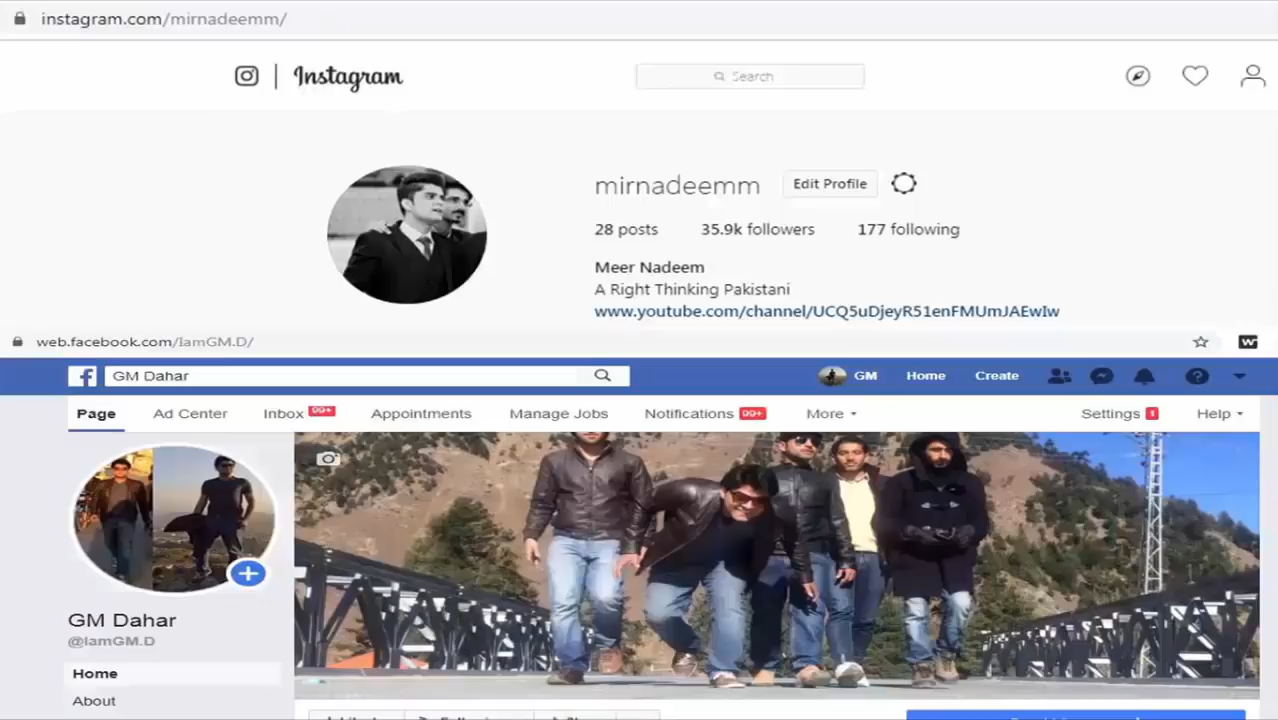 instagram.com/mirnadeemm/
Instagram
Search
mirnadeemm Edit Profile
28 posts 35.9k followers 177 following
Meer Nadeem
A Right Thinking Pakistani
www.youtube.com/channel/UCQ5uDjeyR51enFMUmJAEwIw
web.facebook.com/IamGM.D/
GM Dahar GM Home Create
Page Ad Center Inbox 99+ Appointments Manage Jobs Notifications 99+ More Settings 1 Help
GM Dahar
@IamGM.D
Home
About